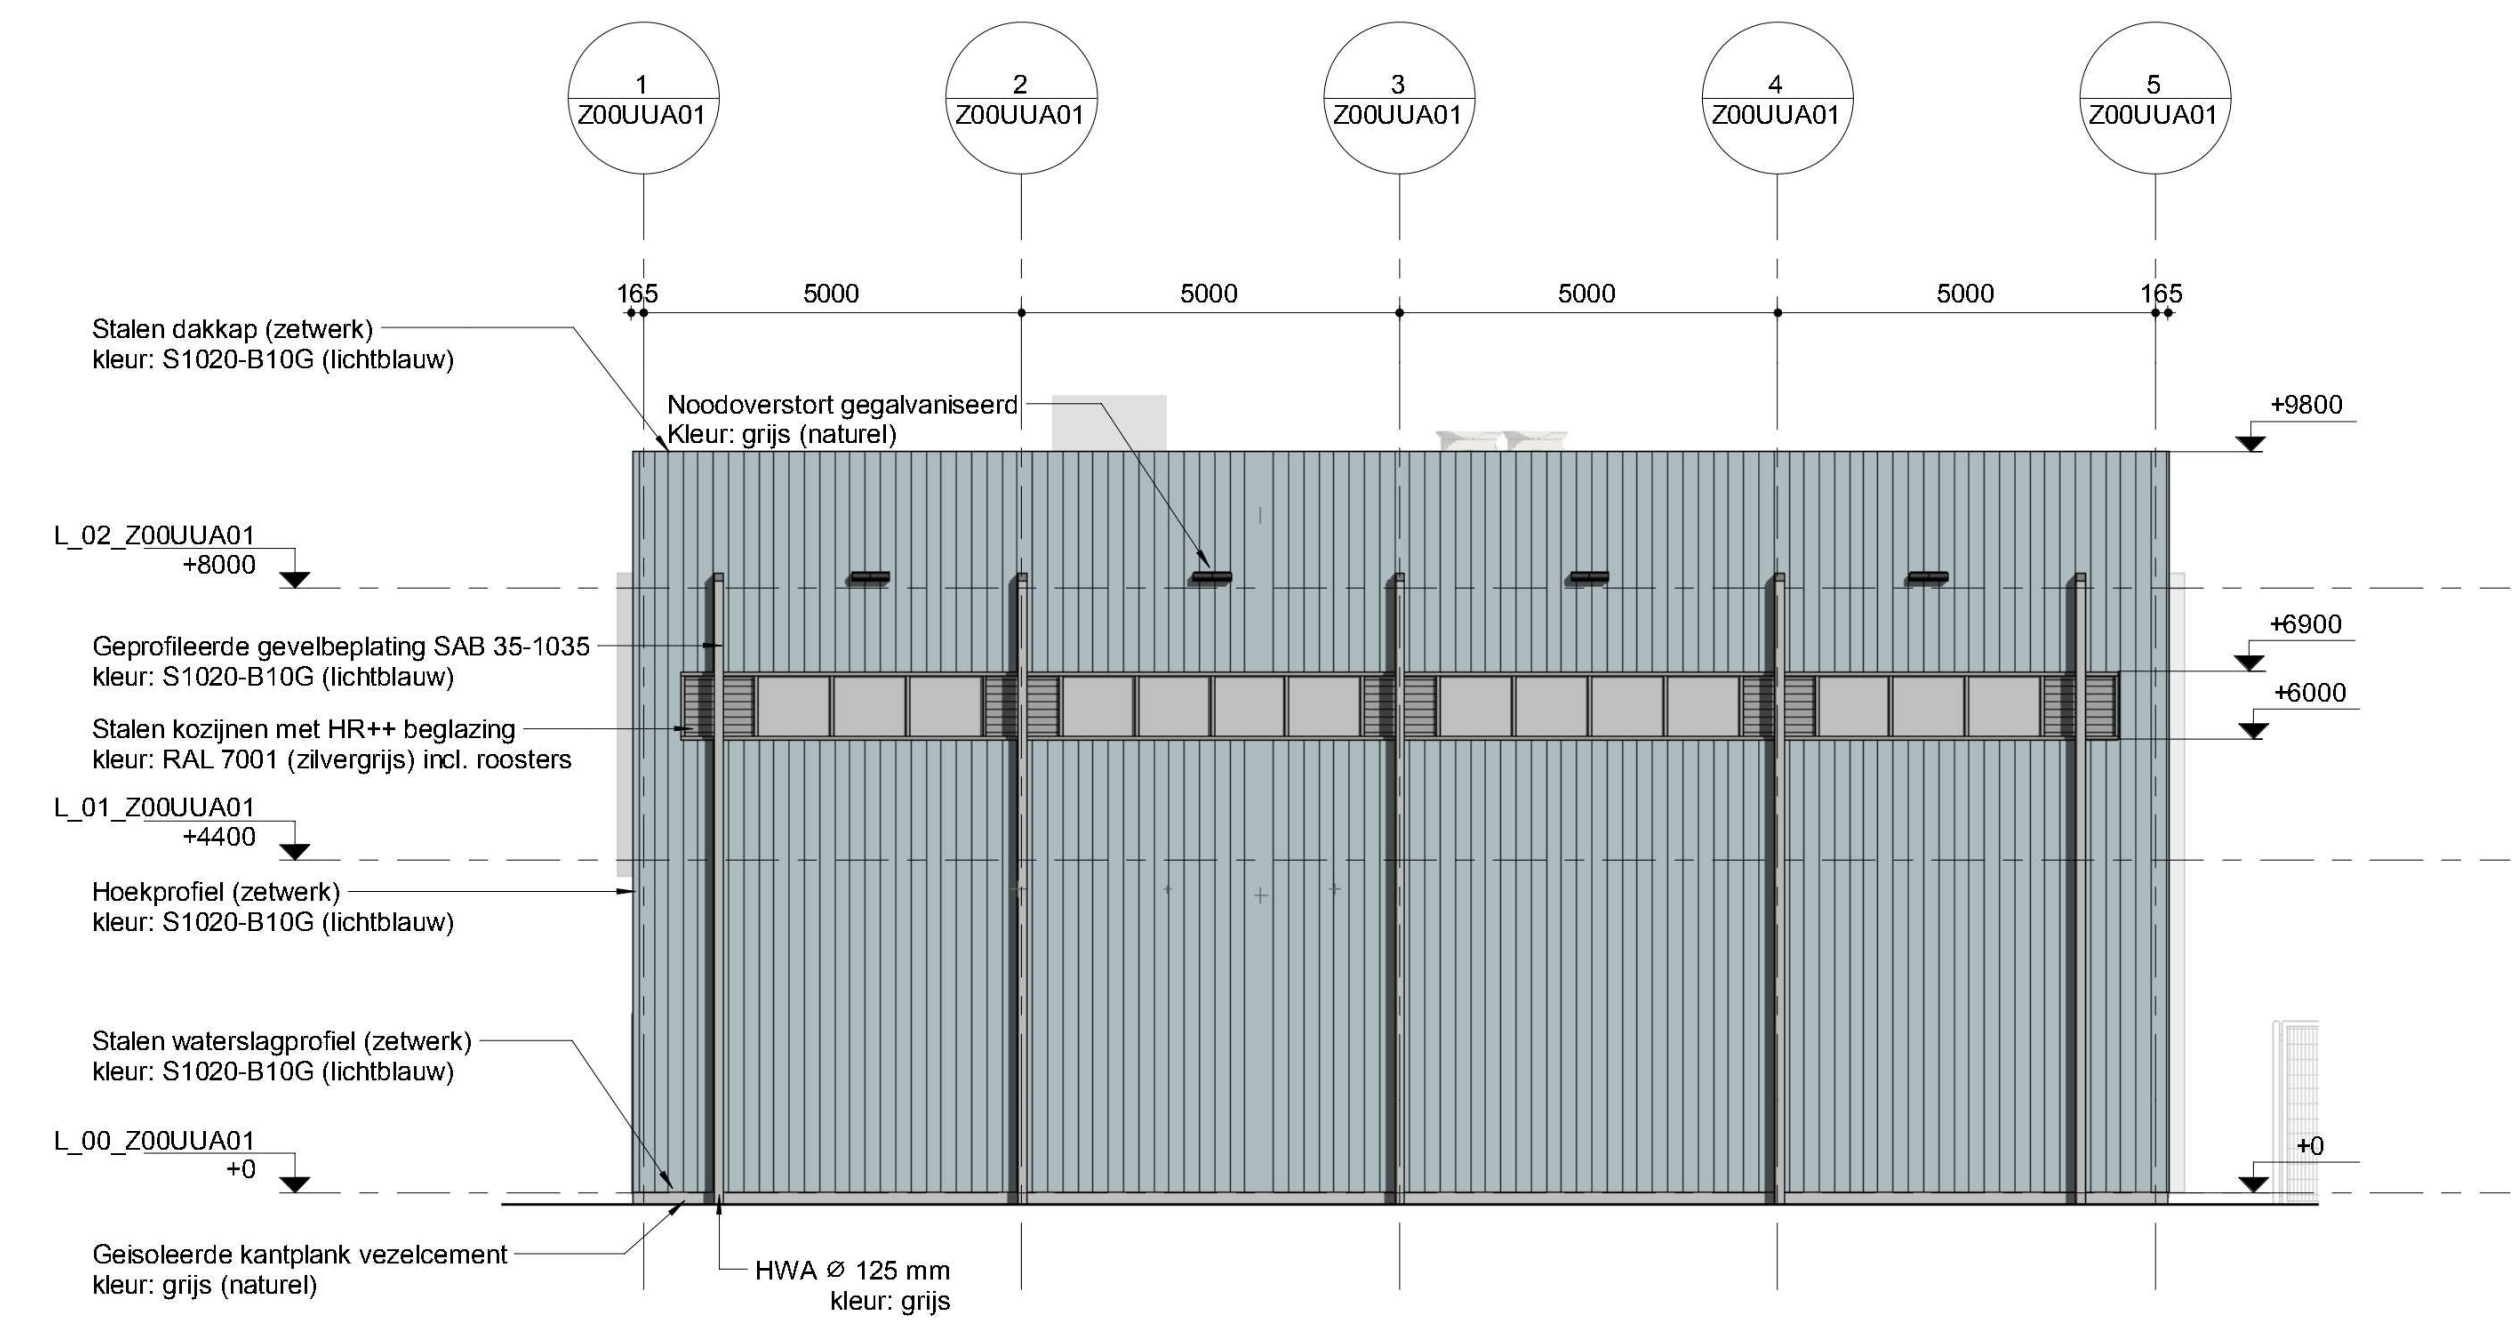 1
Z00UUA01
2
Z00UUA01
3
Z00UUA01
4
Z00UUA01
5
Z00UUA01
165
5000
5000
5000
5000
165
Stalen dakkap (zetwerk)
kleur: S1020-B10G (lichtblauw)
Noodoverstort gegalvaniseerd
Kleur: grijs (naturel)
+9800
L_02_Z00UUA01
+8000
Geprofileerde gevelbeplating SAB 35-1035
kleur: S1020-B10G (lichtblauw)
+6900
+6000
Stalen kozijnen met HR++ beglazing
kleur: RAL 7001 (zilvergrijs) incl. roosters
L_01_Z00UUA01
+4400
Hoekprofiel (zetwerk)
kleur: S1020-B10G (lichtblauw)
Stalen waterslagprofiel (zetwerk)
kleur: S1020-B10G (lichtblauw)
L_00_Z00UUA01
+0
+0
Geisoleerde kantplank vezelcement
kleur: grijs (naturel)
HWA Ø 125 mm
kleur: grijs